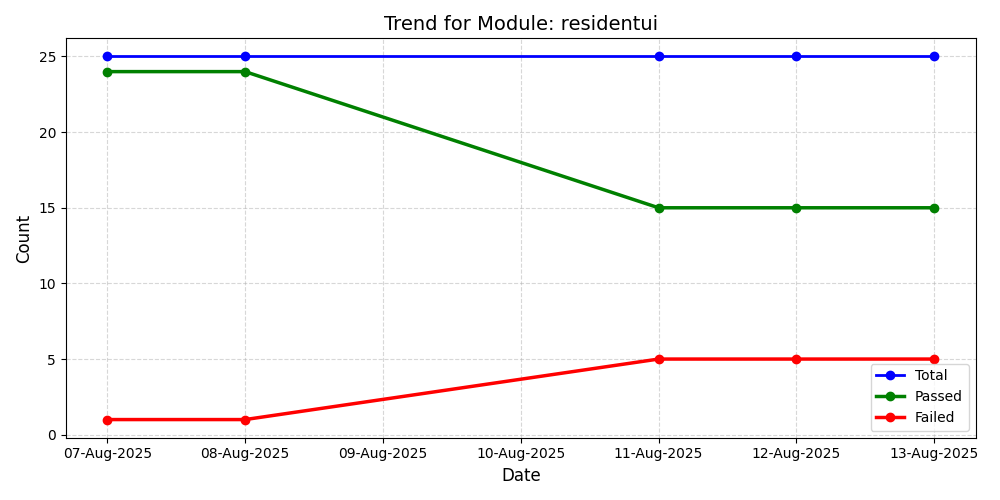 Trend for Module: residentui
Count
25
20
15
10
5
0
Total
Passed
Failed
07-Aug-2025 08-Aug-2025 09-Aug-2025 10-Aug-2025 11-Aug-2025 12-Aug-2025 13-Aug-2025
Date